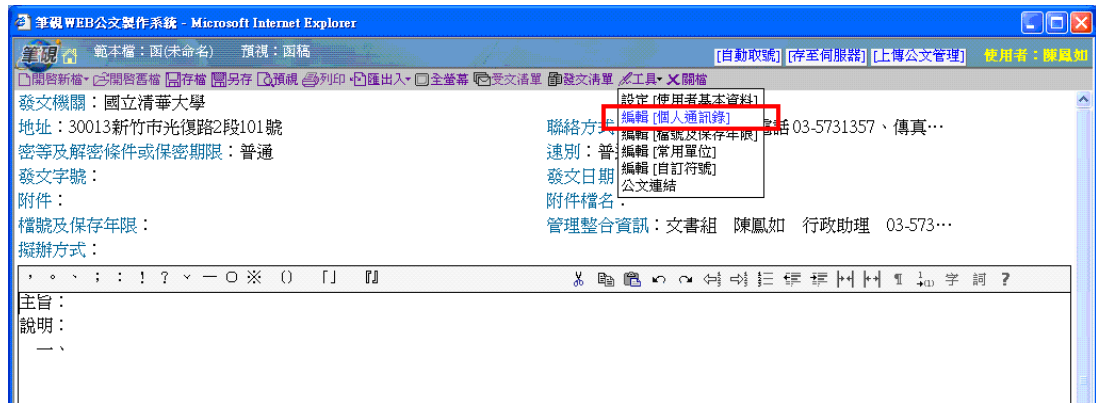 筆硯WEB公文製作系統 - Microsoft Internet Explorer
筆硯 範本檔：函(未命名) 預視：函稿 [自動取號] [存至伺服器] [上傳公文管理] 使用者：陳鳳如
開啟新檔 開啟舊檔 存檔 另存 預視 列印 匯出入 全螢幕 受文清單 發文清單 工具 關檔
發文機關：國立清華大學
設定 [使用者基本資料]
地址：30013新竹市光復路2段101號 聯絡方式
編輯 [個人通訊錄]
電話 03-5731357、傳真…
編輯 [檔號及保存年限]
密等及解密條件或保密期限：普通 速別：普
編輯 [常用單位]
編輯 [自訂符號]
發文字號： 發文日期
公文連結
附件： 附件檔名：
檔號及保存年限： 管理整合資訊：文書組 陳鳳如 行政助理 03-573…
擬辦方式：
， 。 、 ； ： ！ ？ ﹀ — ○ ※ () 「」 『』 ¶ 字 詞 ?
主旨：
說明：
一、